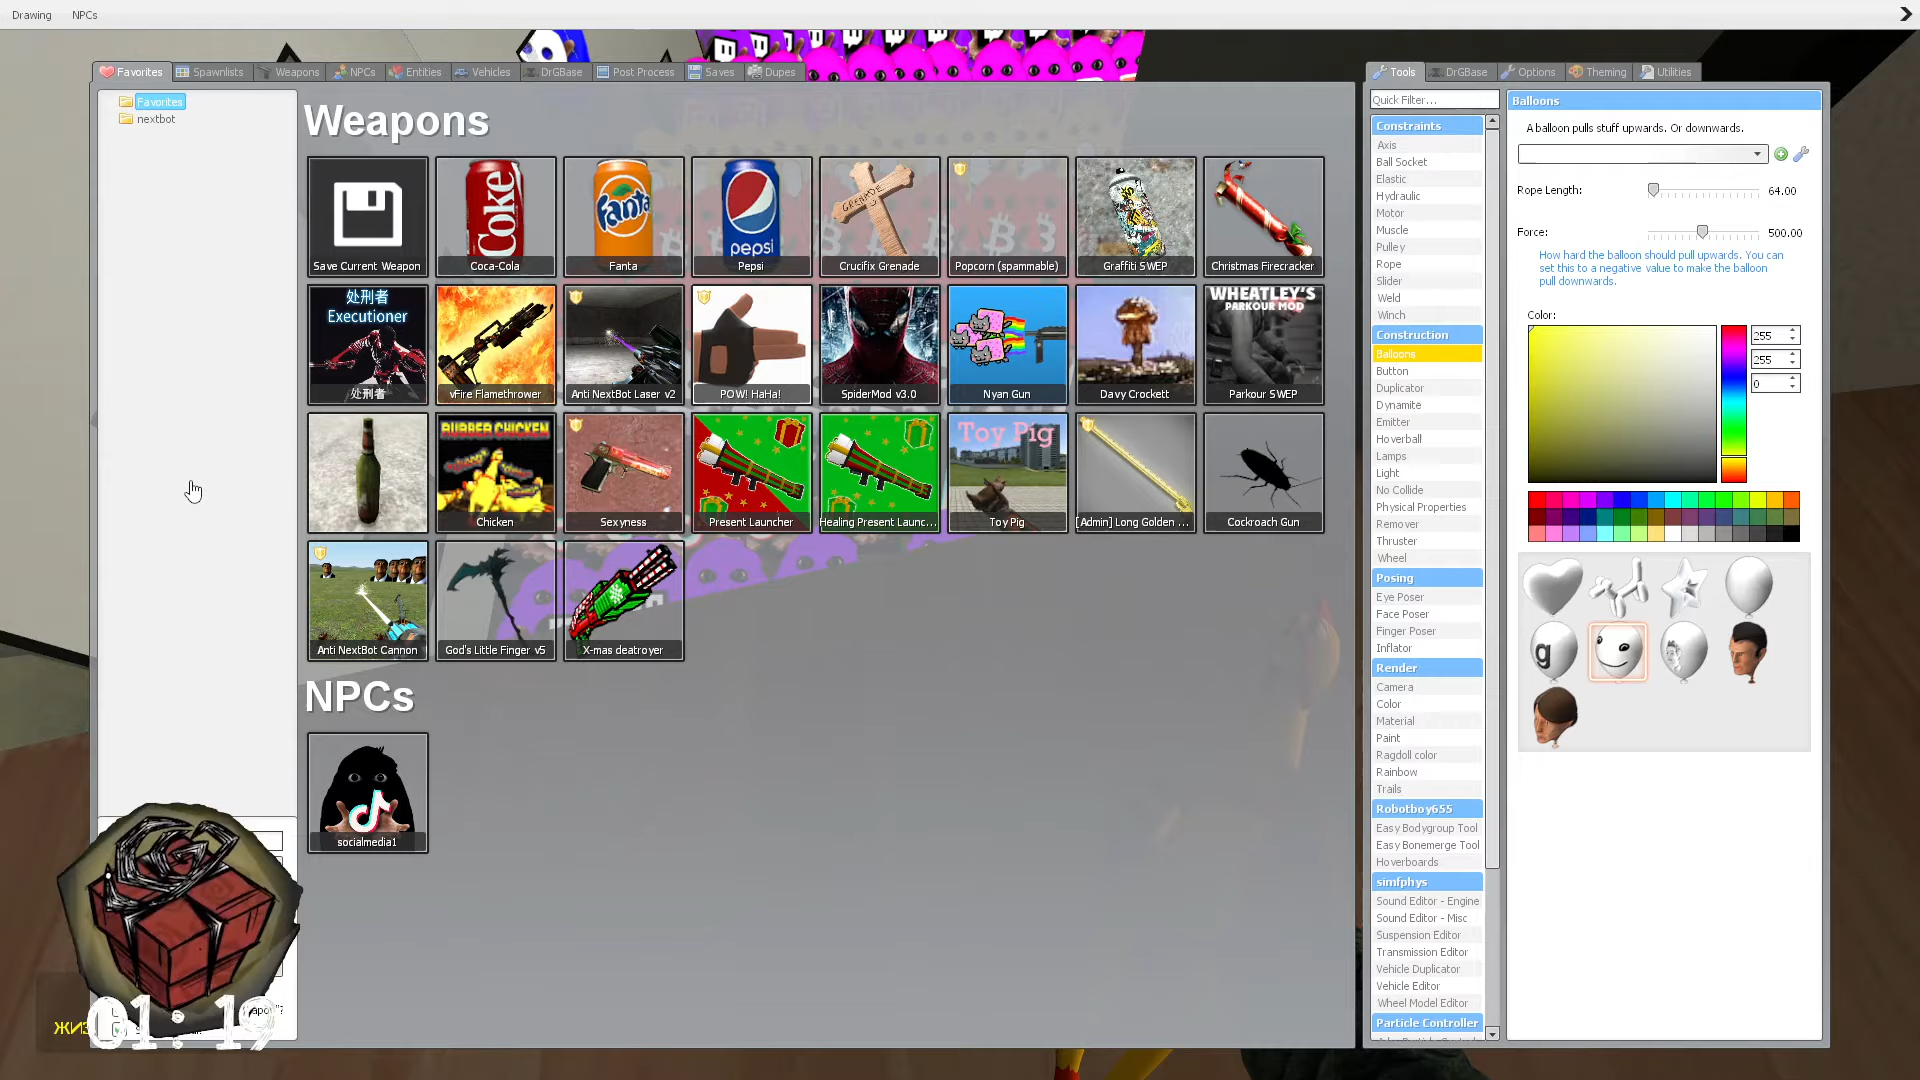 Drawing NPCs
Favorites Spawnlists Weapons NPCs Entities Vehicles DrGBase Post Process Saves Dupes
Tools DrGBase Options Theming Utilities
Favorites
nextbot
Weapons
Coke
Fanta
pepsi
GRENADE
Save Current Weapon
Coca-Cola
Fanta
Pepsi
Crucifix Grenade
Popcorn (spammable)
Graffiti SWEP
Christmas Firecracker
处刑者
Executioner
WHEATLEY'S
PARKOUR MOD
处刑者
vFire Flamethrower
Anti NextBot Laser v2
POW! HaHa!
SpiderMod v3.0
Nyan Gun
Davy Crockett
Parkour SWEP
RUBBER CHICKEN
Toy Pig
Chicken
Sexyness
Present Launcher
Healing Present Launc...
Toy Pig
[Admin] Long Golden ...
Cockroach Gun
Anti NextBot Cannon
God's Little Finger v5
X-mas deatroyer
NPCs
socialmedia1
01:19
ЖИЗ
Quick Filter...
Constraints
Axis
Ball Socket
Elastic
Hydraulic
Motor
Muscle
Pulley
Rope
Slider
Weld
Winch
Construction
Balloons
Button
Duplicator
Dynamite
Emitter
Hoverball
Lamps
Light
No Collide
Physical Properties
Remover
Thruster
Wheel
Posing
Eye Poser
Face Poser
Finger Poser
Inflator
Render
Camera
Color
Material
Paint
Ragdoll color
Rainbow
Trails
Robotboy655
Easy Bodygroup Tool
Easy Bonemerge Tool
Hoverboards
simfphys
Sound Editor - Engine
Sound Editor - Misc
Suspension Editor
Transmission Editor
Vehicle Duplicator
Vehicle Editor
Wheel Model Editor
Particle Controller
Balloons
A balloon pulls stuff upwards. Or downwards.
Rope Length: 64.00
Force: 500.00
How hard the balloon should pull upwards. You can
set this to a negative value to make the balloon
pull downwards.
Color:
255
255
0
g